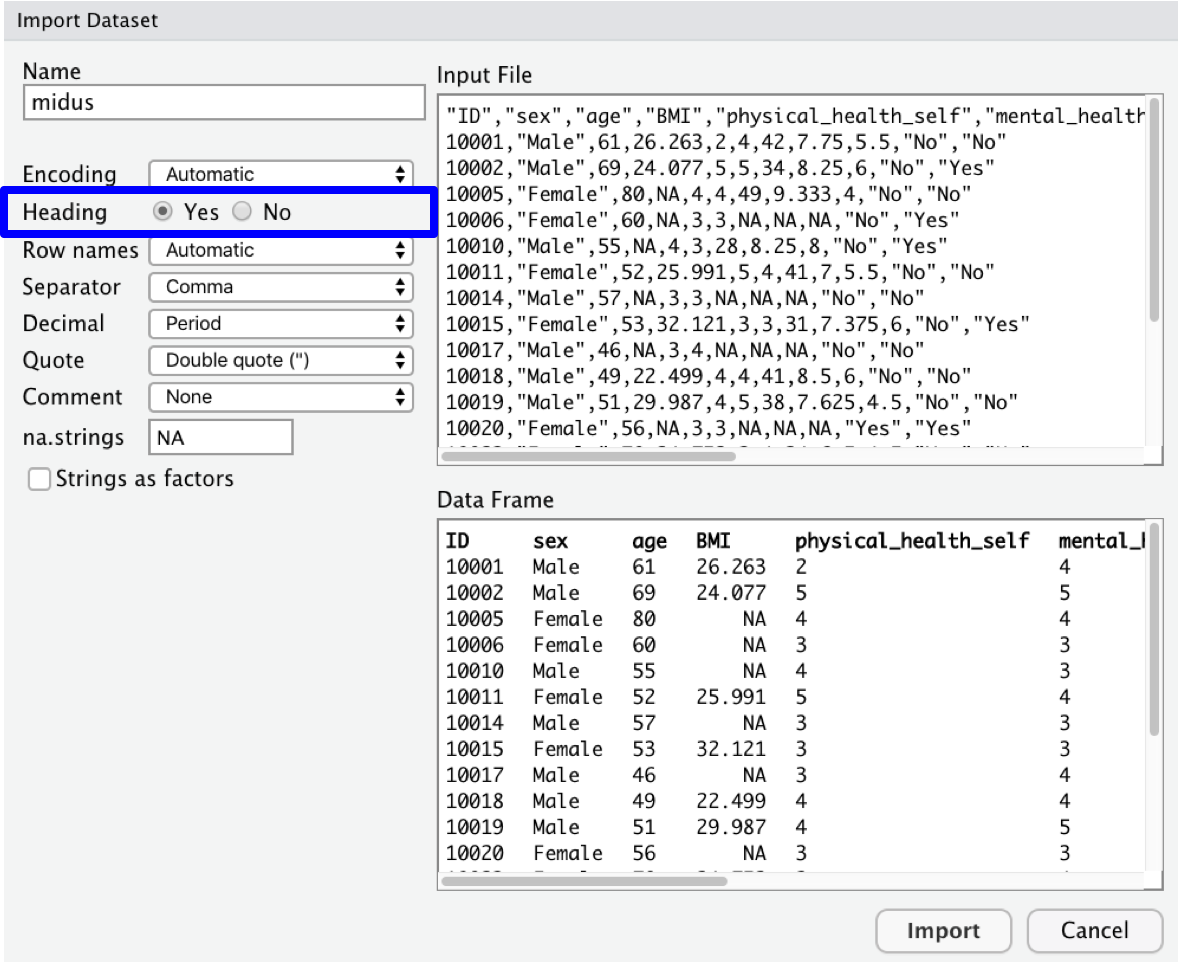 Import Dataset
Name
midus
Encoding Automatic
Heading Yes No
Row names Automatic
Separator Comma
Decimal Period
Quote Double quote (")
Comment None
na.strings NA
Strings as factors
Input File
"ID","sex","age","BMI","physical_health_self","mental_health
10001,"Male",61,26.263,2,4,42,7.75,5.5,"No","No"
10002,"Male",69,24.077,5,5,34,8.25,6,"No","Yes"
10005,"Female",80,NA,4,4,49,9.333,4,"No","No"
10006,"Female",60,NA,3,3,NA,NA,NA,"No","Yes"
10010,"Male",55,NA,4,3,28,8.25,8,"No","Yes"
10011,"Female",52,25.991,5,4,41,7,5.5,"No","No"
10014,"Male",57,NA,3,3,NA,NA,NA,"No","No"
10015,"Female",53,32.121,3,3,31,7.375,6,"No","Yes"
10017,"Male",46,NA,3,4,NA,NA,NA,"No","No"
10018,"Male",49,22.499,4,4,41,8.5,6,"No","No"
10019,"Male",51,29.987,4,5,38,7.625,4.5,"No","No"
10020,"Female",56,NA,3,3,NA,NA,NA,"Yes","Yes"
Data Frame
ID sex age BMI physical_health_self mental_
10001 Male 61 26.263 2 4
10002 Male 69 24.077 5 5
10005 Female 80 NA 4 4
10006 Female 60 NA 3 3
10010 Male 55 NA 4 3
10011 Female 52 25.991 5 4
10014 Male 57 NA 3 3
10015 Female 53 32.121 3 3
10017 Male 46 NA 3 4
10018 Male 49 22.499 4 4
10019 Male 51 29.987 4 5
10020 Female 56 NA 3 3
Import Cancel